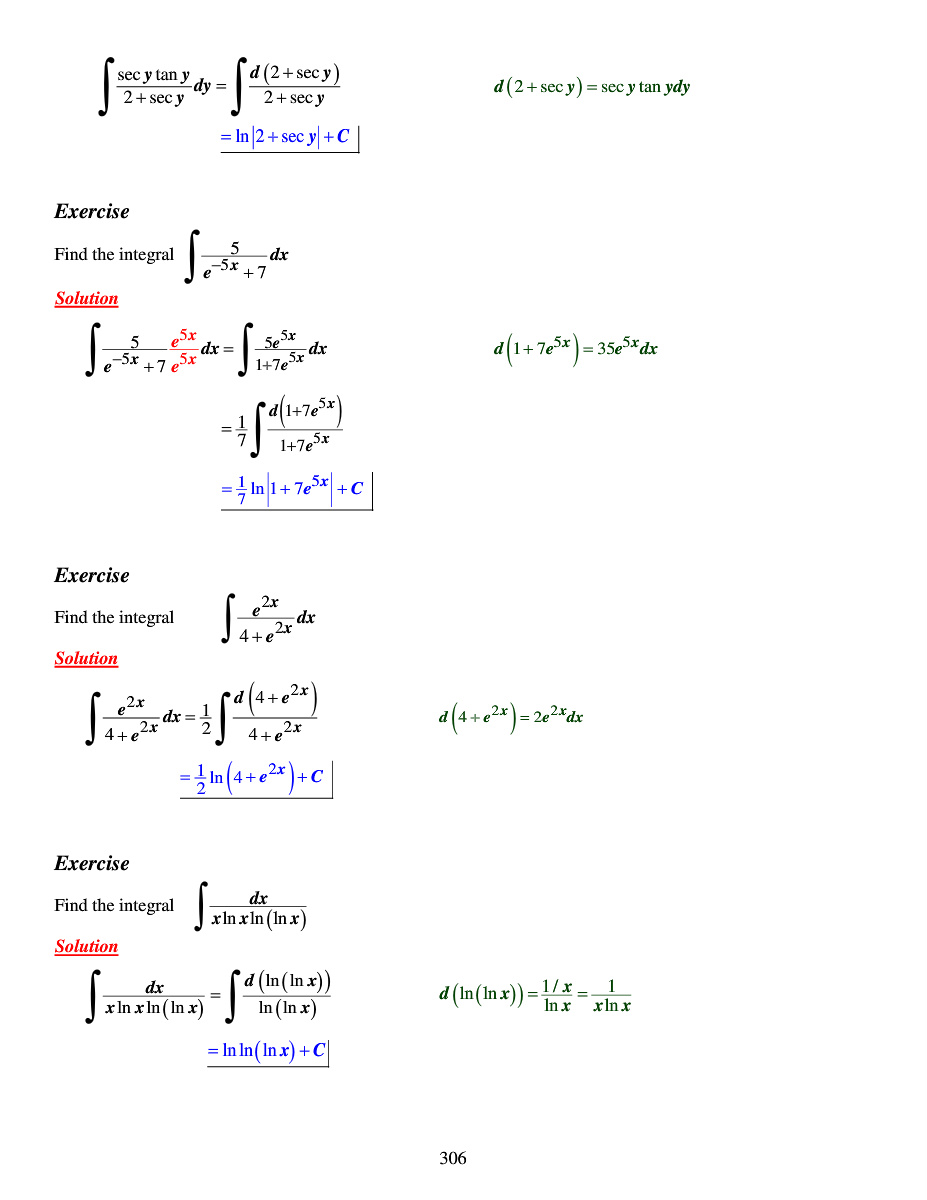 ∫ sec y tan y / (2 + sec y) dy = ∫ d(2 + sec y) / (2 + sec y)    d(2 + sec y) = sec y tan ydy
= ln|2 + sec y| + C
Exercise
Find the integral ∫ 5 / (e^(−5x) + 7) dx
Solution
∫ 5 / (e^(−5x) + 7) e^(5x) / e^(5x) dx = ∫ 5e^(5x) / (1+7e^(5x)) dx    d(1 + 7e^(5x)) = 35e^(5x)dx
= 1/7 ∫ d(1+7e^(5x)) / (1+7e^(5x))
= 1/7 ln|1 + 7e^(5x)| + C
Exercise
Find the integral ∫ e^(2x) / (4 + e^(2x)) dx
Solution
∫ e^(2x) / (4 + e^(2x)) dx = 1/2 ∫ d(4 + e^(2x)) / (4 + e^(2x))    d(4 + e^(2x)) = 2e^(2x)dx
= 1/2 ln(4 + e^(2x)) + C
Exercise
Find the integral ∫ dx / (x ln x ln(ln x))
Solution
∫ dx / (x ln x ln(ln x)) = ∫ d(ln(ln x)) / ln(ln x)    d(ln(ln x)) = (1/x) / ln x = 1 / (x ln x)
= ln ln(ln x) + C
306